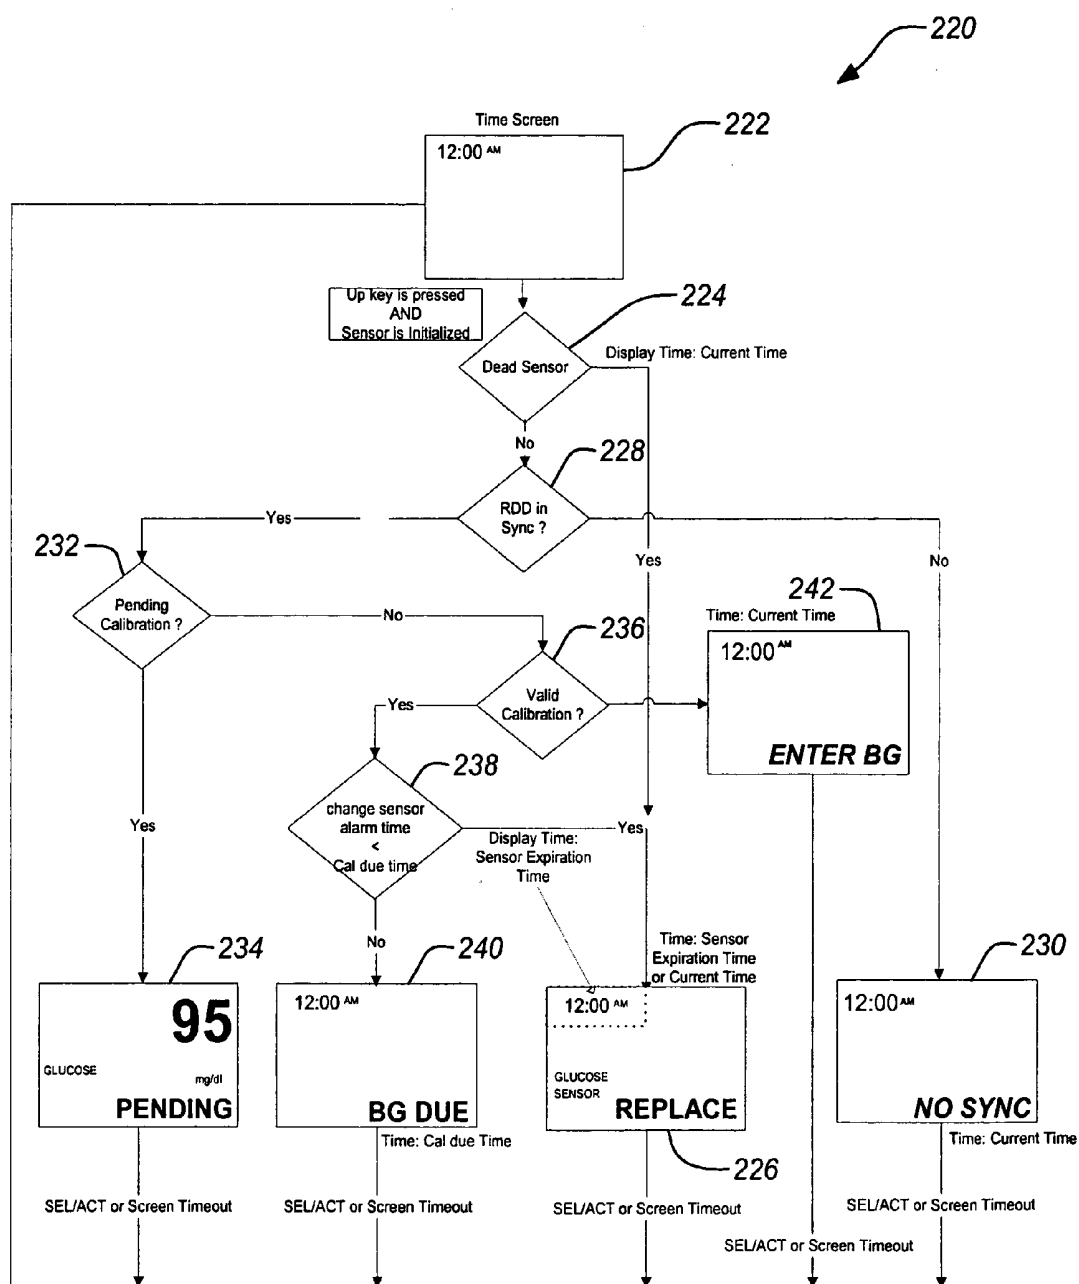 220
Time Screen
222
12:00 AM
Up key is pressed
AND
Sensor is Initialized
224
Dead Sensor
Display Time: Current Time
No
228
RDD in
Sync ?
Yes
232
Yes
No
Pending
Calibration ?
No
236
242
Time: Current Time
12:00 AM
Valid
Calibration ?
Yes
ENTER BG
238
change sensor
alarm time
<
Cal due time
Yes
Yes
Display Time:
Sensor Expiration
Time
No
234
240
Time: Sensor
Expiration Time
or Current Time
230
95
GLUCOSE
mg/dl
PENDING
12:00 AM
BG DUE
Time: Cal due Time
12:00 AM
GLUCOSE
SENSOR
REPLACE
226
12:00 AM
NO SYNC
Time: Current Time
SEL/ACT or Screen Timeout
SEL/ACT or Screen Timeout
SEL/ACT or Screen Timeout
SEL/ACT or Screen Timeout
SEL/ACT or Screen Timeout